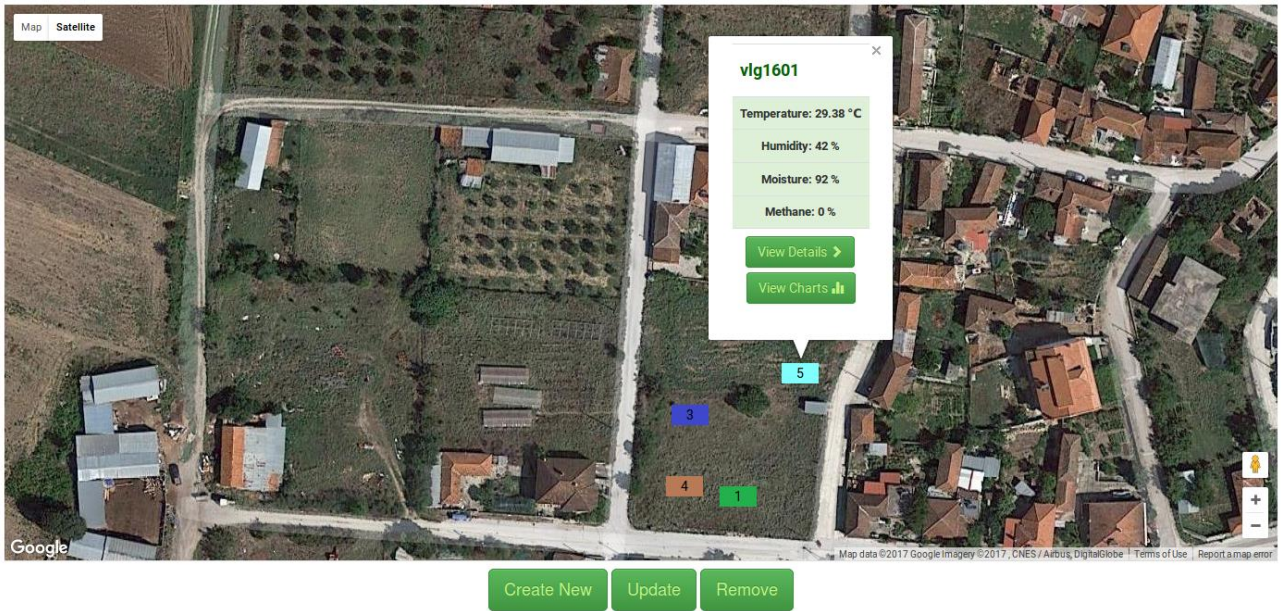 Map Satellite
×
vlg1601
Temperature: 29.38 °C
Humidity: 42 %
Moisture: 92 %
Methane: 0 %
View Details
View Charts
5
3
4
1
+
−
Google
Map data ©2017 Google Imagery ©2017 , CNES / Airbus, DigitalGlobe Terms of Use Report a map error
Create New Update Remove